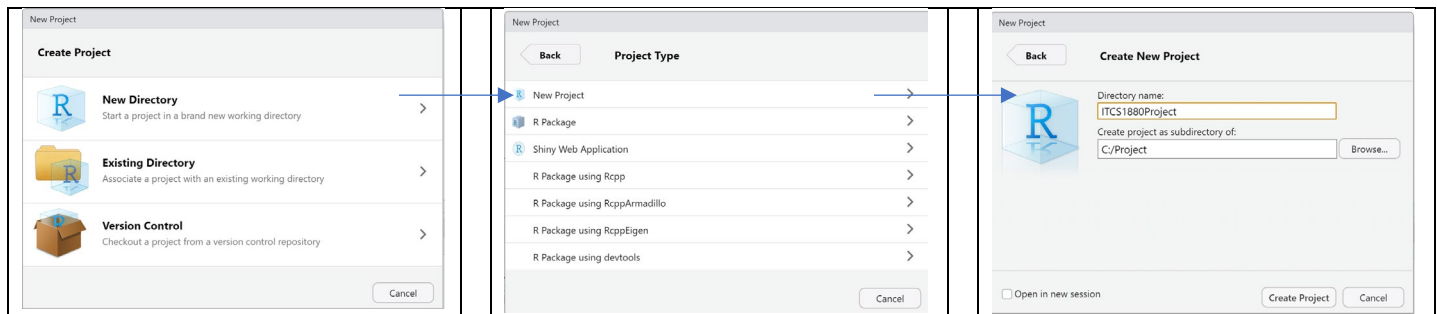 New Project
Create Project
R
New Directory
Start a project in a brand new working directory
R
Existing Directory
Associate a project with an existing working directory
R
Version Control
Checkout a project from a version control repository
Cancel
New Project
Back
Project Type
R New Project
R Package
R Shiny Web Application
R Package using Rcpp
R Package using RcppArmadillo
R Package using RcppEigen
R Package using devtools
Cancel
New Project
Back
Create New Project
R
Directory name:
ITCS1880Project
Create project as subdirectory of:
C:/Project
Browse...
Open in new session
Create Project
Cancel